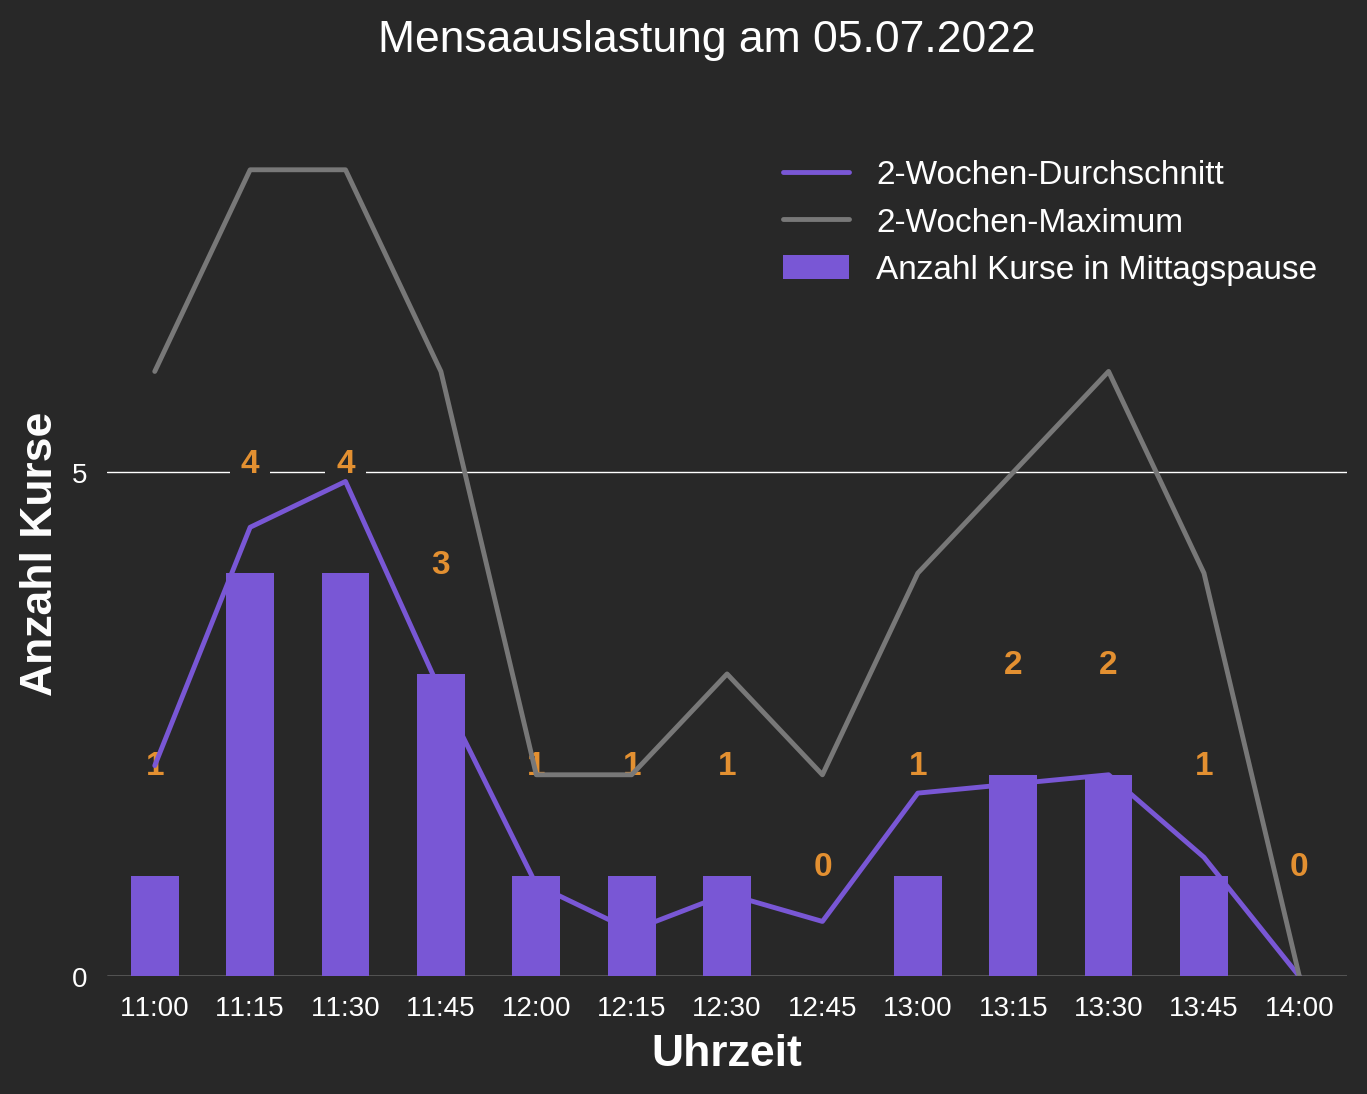 Mensaauslastung am 05.07.2022
2-Wochen-Durchschnitt
2-Wochen-Maximum
Anzahl Kurse in Mittagspause
Anzahl Kurse
5
0
1
4
4
3
1
1
1
0
1
2
2
1
0
11:00 11:15 11:30 11:45 12:00 12:15 12:30 12:45 13:00 13:15 13:30 13:45 14:00
Uhrzeit